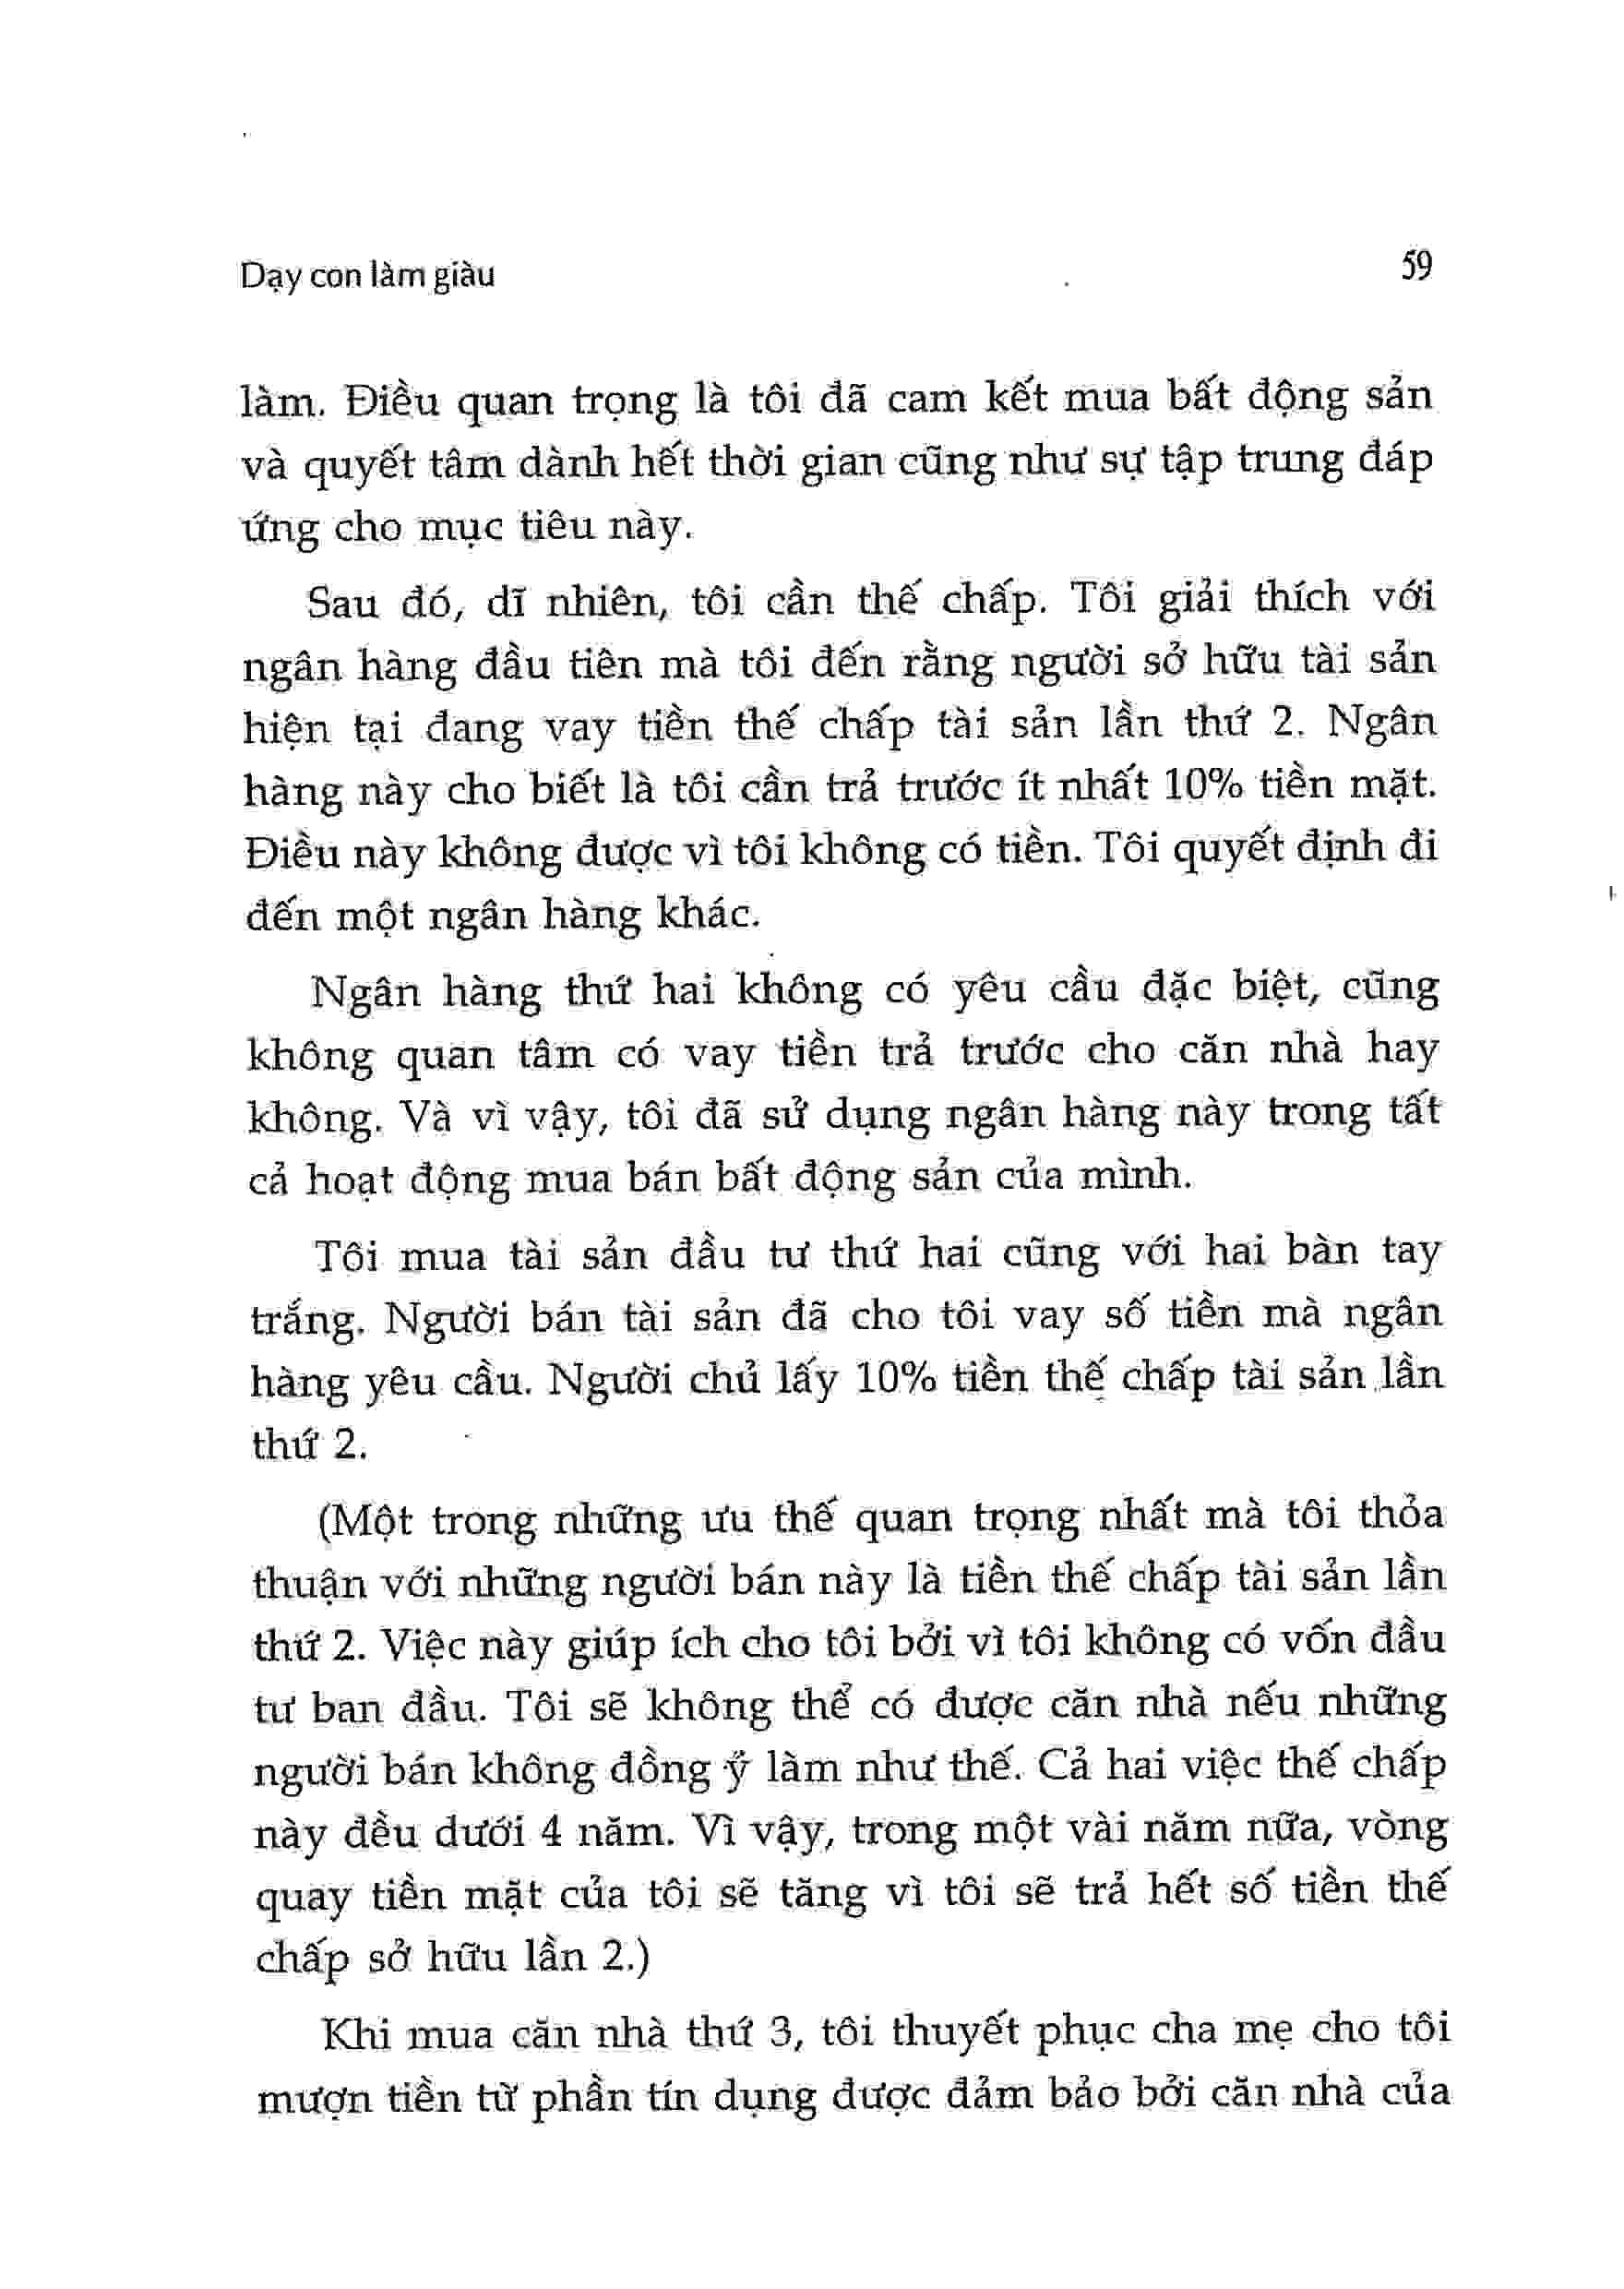 Dạy con làm giàu 59
làm. Điều quan trọng là tôi đã cam kết mua bất động sản
và quyết tâm dành hết thời gian cũng như sự tập trung đáp
ứng cho mục tiêu này.
Sau đó, dĩ nhiên, tôi cần thế chấp. Tôi giải thích với
ngân hàng đầu tiên mà tôi đến rằng người sở hữu tài sản
hiện tại đang vay tiền thế chấp tài sản lần thứ 2. Ngân
hàng này cho biết là tôi cần trả trước ít nhất 10% tiền mặt.
Điều này không được vì tôi không có tiền. Tôi quyết định đi
đến một ngân hàng khác.
Ngân hàng thứ hai không có yêu cầu đặc biệt, cũng
không quan tâm có vay tiền trả trước cho căn nhà hay
không. Và vì vậy, tôi đã sử dụng ngân hàng này trong tất
cả hoạt động mua bán bất động sản của mình.
Tôi mua tài sản đầu tư thứ hai cũng với hai bàn tay
trắng. Người bán tài sản đã cho tôi vay số tiền mà ngân
hàng yêu cầu. Người chủ lấy 10% tiền thế chấp tài sản lần
thứ 2.
(Một trong những ưu thế quan trọng nhất mà tôi thỏa
thuận với những người bán này là tiền thế chấp tài sản lần
thứ 2. Việc này giúp ích cho tôi bởi vì tôi không có vốn đầu
tư ban đầu. Tôi sẽ không thể có được căn nhà nếu những
người bán không đồng ý làm như thế. Cả hai việc thế chấp
này đều dưới 4 năm. Vì vậy, trong một vài năm nữa, vòng
quay tiền mặt của tôi sẽ tăng vì tôi sẽ trả hết số tiền thế
chấp sở hữu lần 2.)
Khi mua căn nhà thứ 3, tôi thuyết phục cha mẹ cho tôi
mượn tiền từ phần tín dụng được đảm bảo bởi căn nhà của